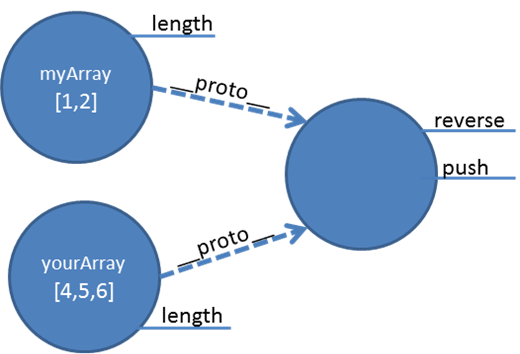 length
myArray
[1,2]
__proto__
reverse
push
__proto__
yourArray
[4,5,6]
length